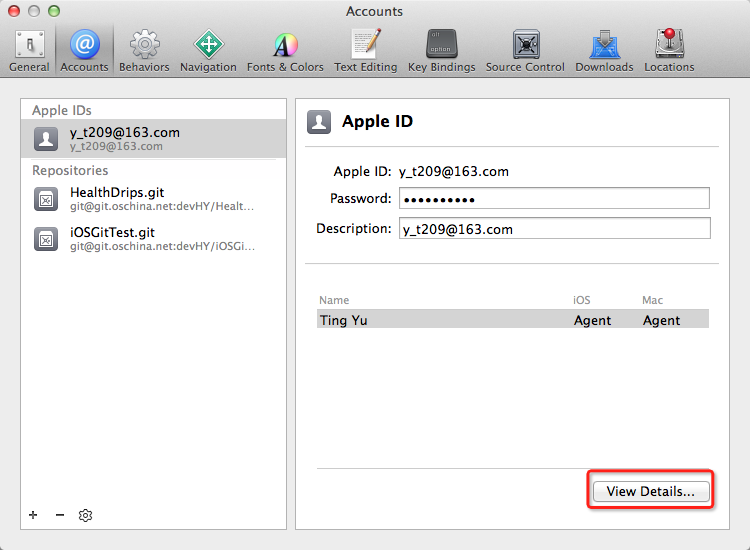 Accounts
General
Accounts
Behaviors
Navigation
Fonts & Colors
Text Editing
Key Bindings
Source Control
Downloads
Locations
alt
option
Apple IDs
y_t209@163.com
y_t209@163.com
Repositories
HealthDrips.git
git@git.oschina.net:devHY/Healt...
iOSGitTest.git
git@git.oschina.net:devHY/iOSGi...
Apple ID
Apple ID: y_t209@163.com
Password: ••••••••••
Description: y_t209@163.com
Name iOS Mac
Ting Yu Agent Agent
View Details...